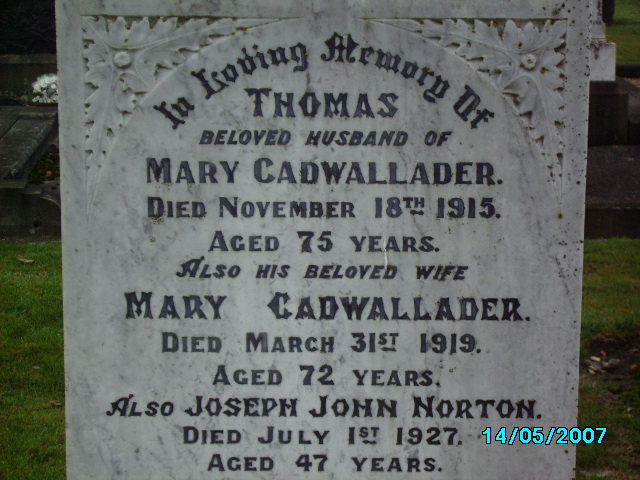 In Loving Memory Of
THOMAS
BELOVED HUSBAND OF
MARY CADWALLADER.
DIED NOVEMBER 18TH 1915.
AGED 75 YEARS.
ALSO HIS BELOVED WIFE
MARY CADWALLADER.
DIED MARCH 31ST 1919.
AGED 72 YEARS.
ALSO JOSEPH JOHN NORTON.
DIED JULY 1ST 1927.
AGED 47 YEARS.
14/05/2007